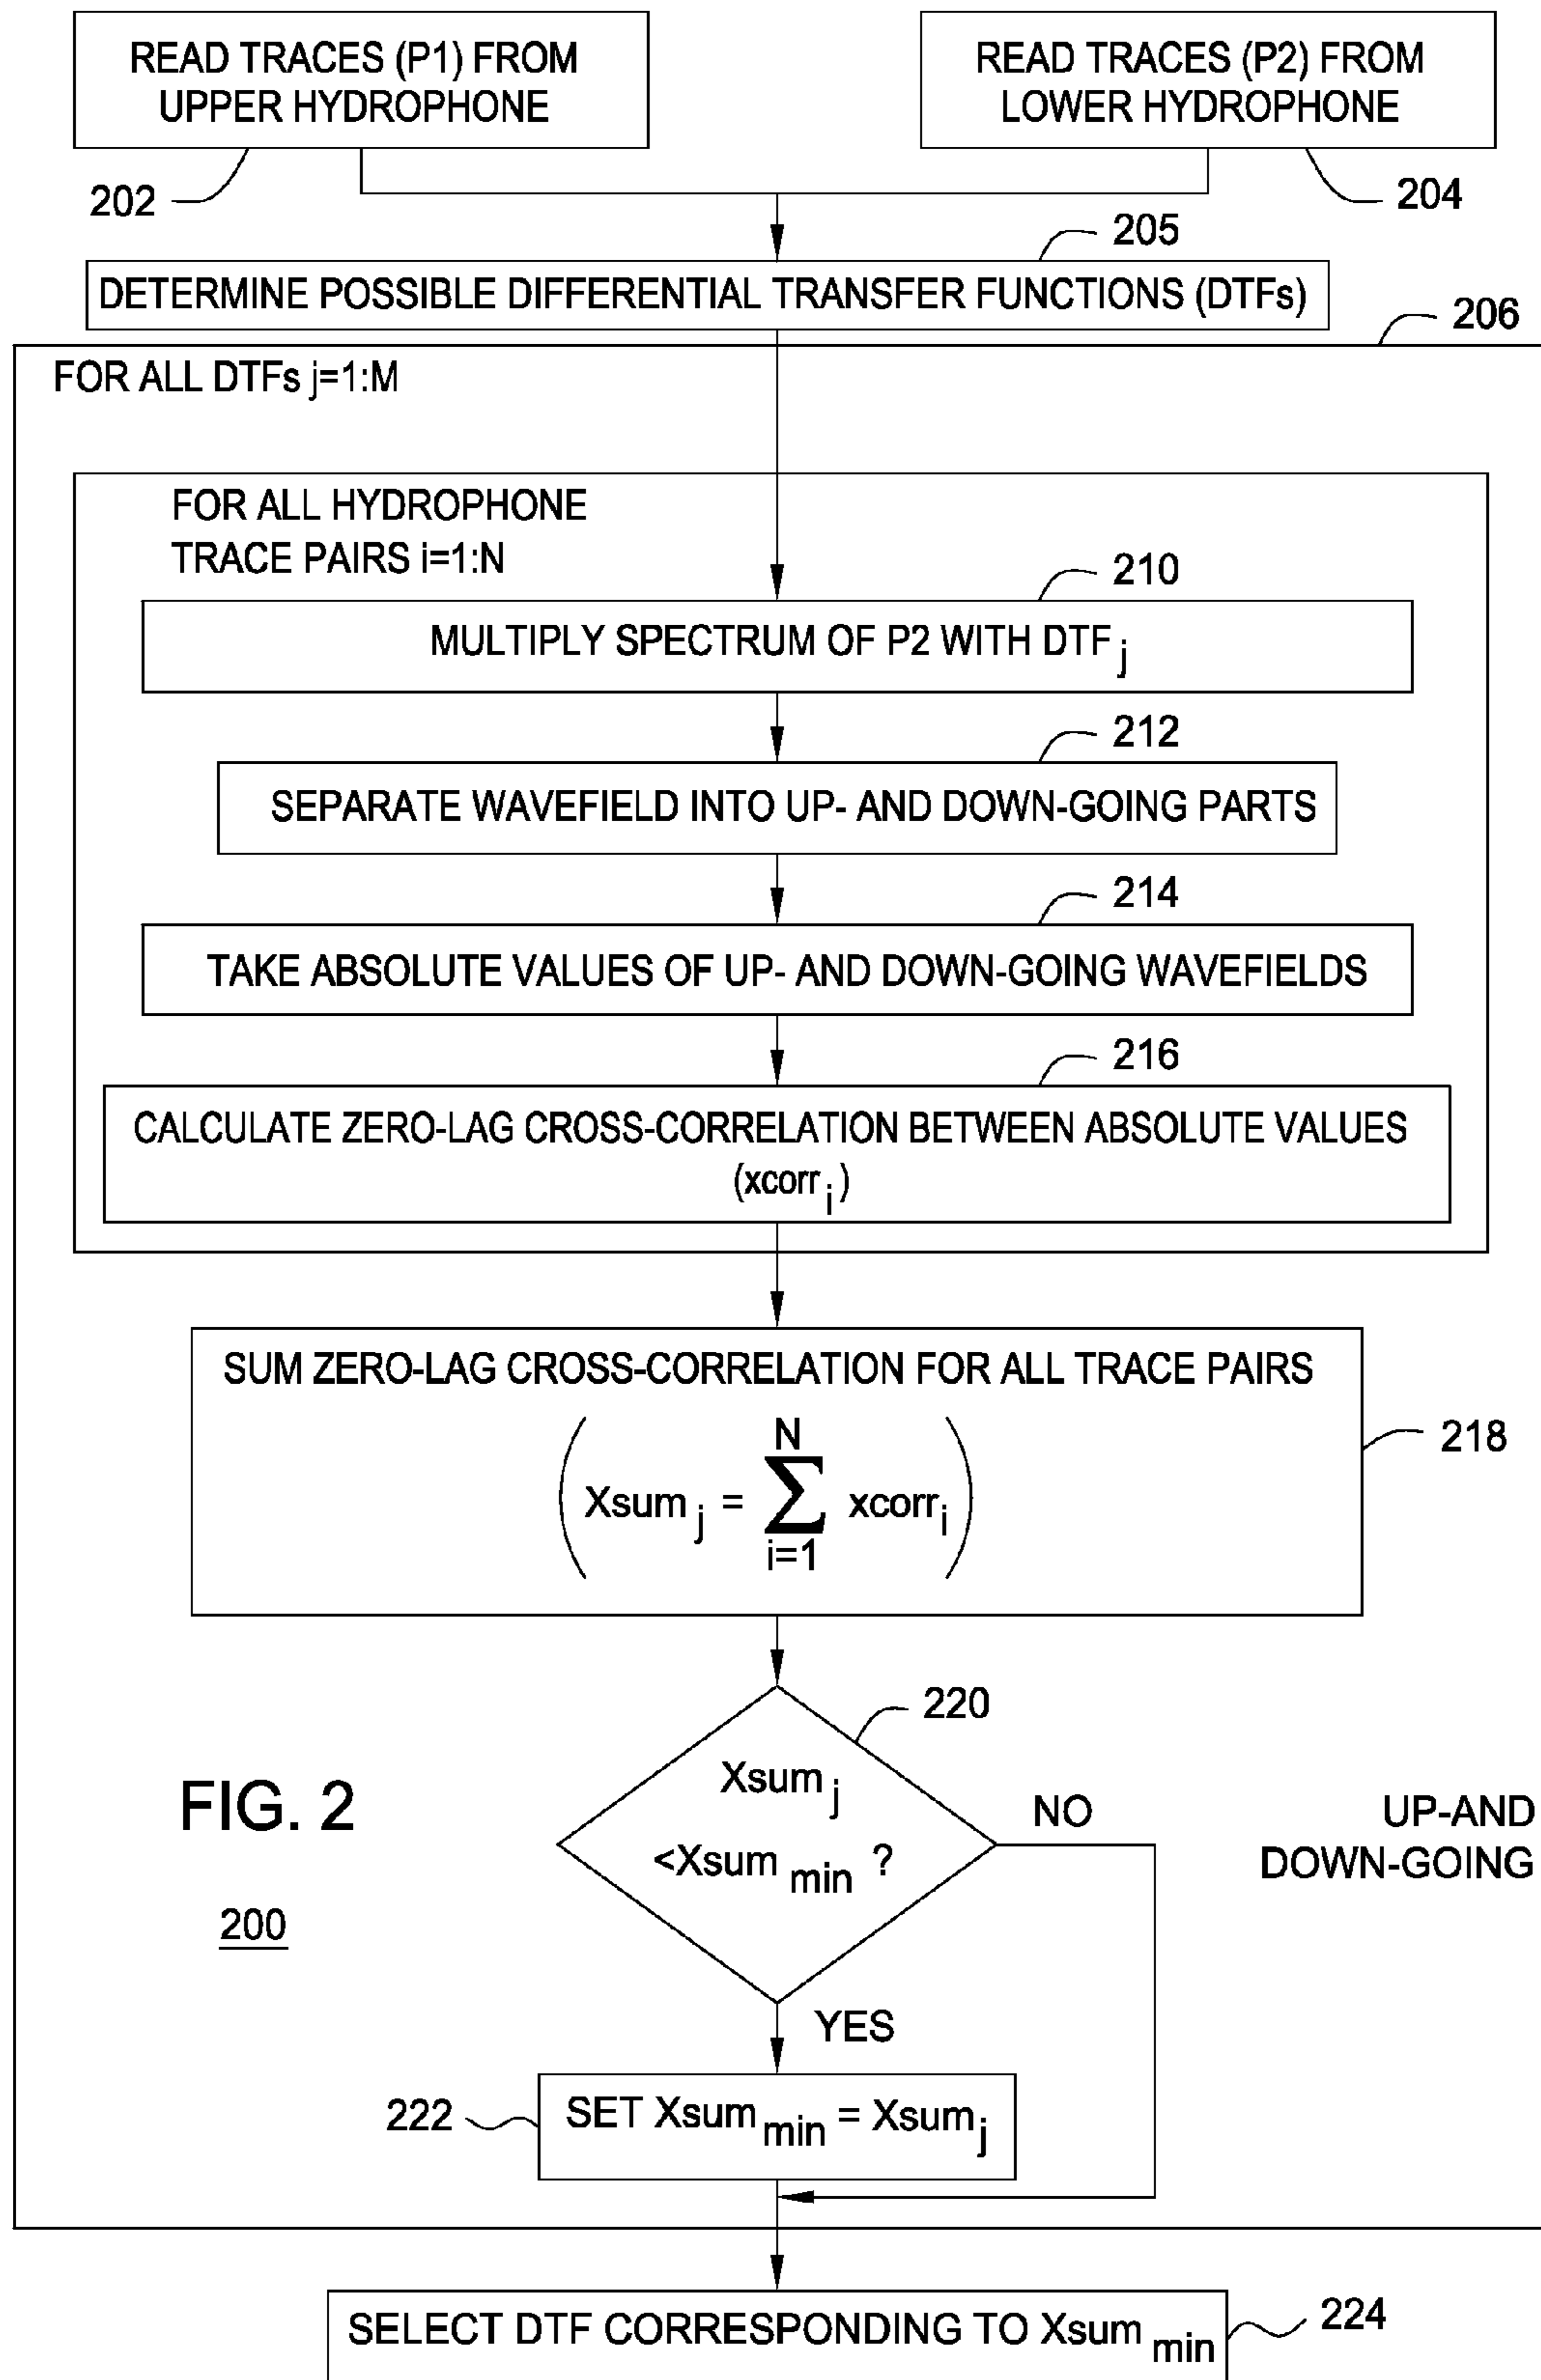 READ TRACES (P1) FROM
UPPER HYDROPHONE
READ TRACES (P2) FROM
LOWER HYDROPHONE
202
204
205
DETERMINE POSSIBLE DIFFERENTIAL TRANSFER FUNCTIONS (DTFs)
206
FOR ALL DTFs j=1:M
FOR ALL HYDROPHONE
TRACE PAIRS i=1:N
210
MULTIPLY SPECTRUM OF P2 WITH DTF j
212
SEPARATE WAVEFIELD INTO UP- AND DOWN-GOING PARTS
214
TAKE ABSOLUTE VALUES OF UP- AND DOWN-GOING WAVEFIELDS
216
CALCULATE ZERO-LAG CROSS-CORRELATION BETWEEN ABSOLUTE VALUES
(xcorr i)
SUM ZERO-LAG CROSS-CORRELATION FOR ALL TRACE PAIRS
218
(Xsum j = N ∑ i=1 xcorr i)
220
Xsum j
<Xsum min ?
NO
UP-AND
DOWN-GOING
FIG. 2
200
YES
222
SET Xsum min = Xsum j
224
SELECT DTF CORRESPONDING TO Xsum min